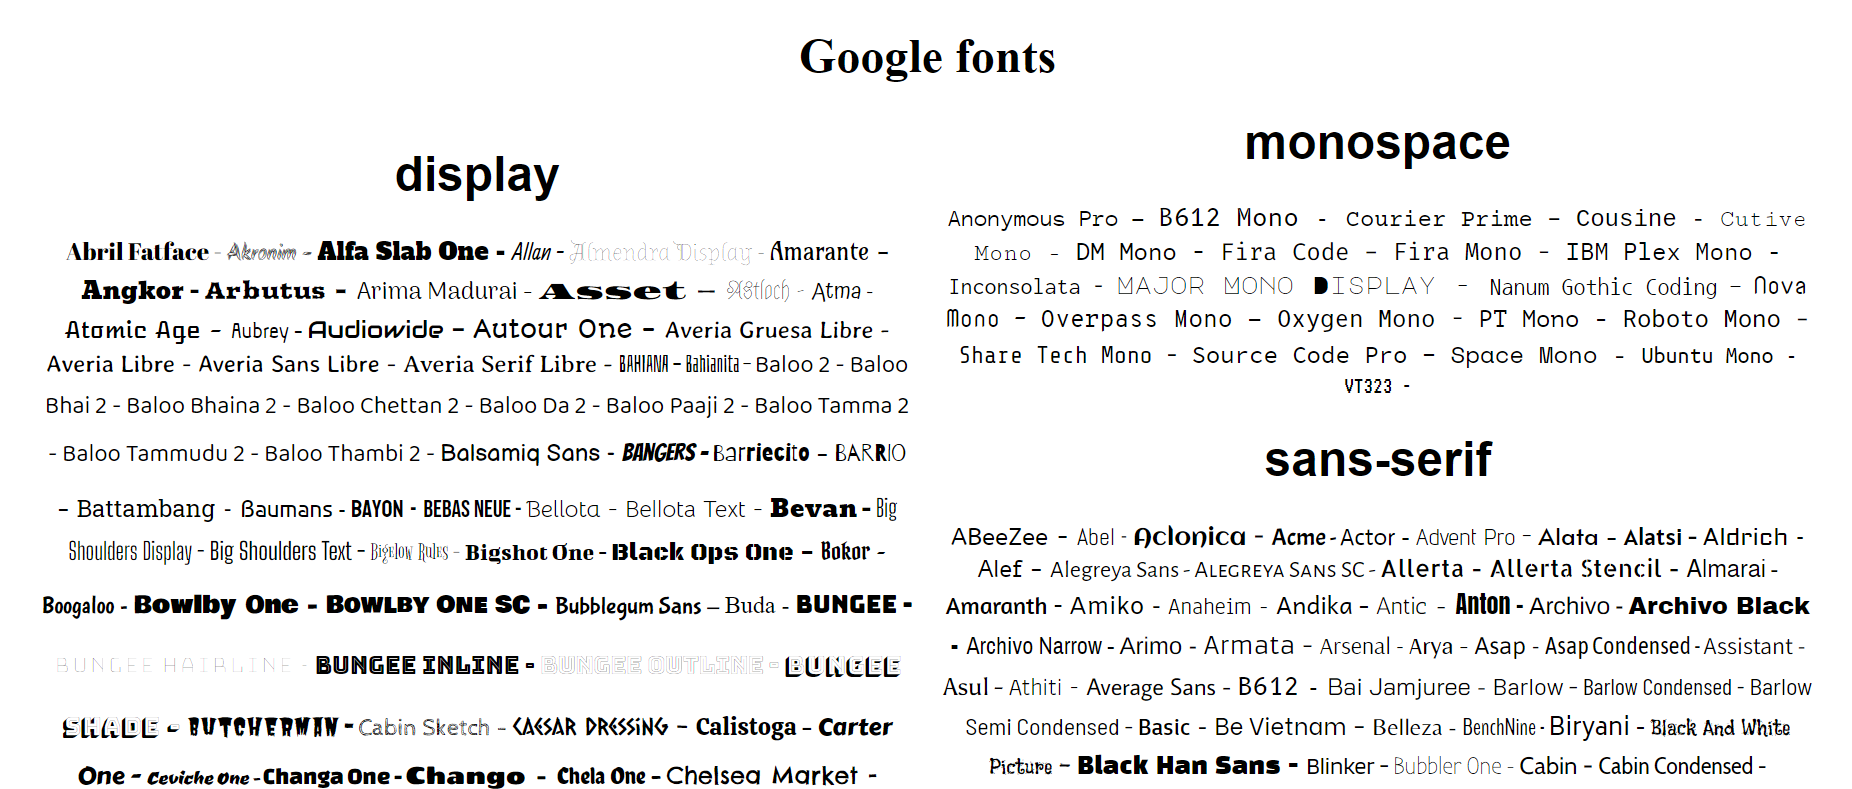 Google fonts
display
Abril Fatface - Akronim - Alfa Slab One - Allan - Almendra Display - Amarante -
Angkor - Arbutus - Arima Madurai - Asset - Astloch - Atma -
Atomic Age - Aubrey - Audiowide - Autour One - Averia Gruesa Libre -
Averia Libre - Averia Sans Libre - Averia Serif Libre - BAHIANA - Bahianita - Baloo 2 - Baloo
Bhai 2 - Baloo Bhaina 2 - Baloo Chettan 2 - Baloo Da 2 - Baloo Paaji 2 - Baloo Tamma 2
- Baloo Tammudu 2 - Baloo Thambi 2 - Balsamiq Sans - BANGERS - Barriecito - BARRIO
- Battambang - Baumans - BAYON - BEBAS NEUE - Bellota - Bellota Text - Bevan - Big
Shoulders Display - Big Shoulders Text - Bigelow Rules - Bigshot One - Black Ops One - Bokor -
Boogaloo - Bowlby One - BOWLBY ONE SC - Bubblegum Sans - Buda - BUNGEE -
BUNGEE HAIRLINE - BUNGEE INLINE - BUNGEE OUTLINE - BUNGEE
SHADE - BUTCHERMAN - Cabin Sketch - CAESAR DRESSING - Calistoga - Carter
One - Ceviche One - Changa One - Chango - Chela One - Chelsea Market -
monospace
Anonymous Pro - B612 Mono - Courier Prime - Cousine - Cutive
Mono - DM Mono - Fira Code - Fira Mono - IBM Plex Mono -
Inconsolata - MAJOR MONO DISPLAY - Nanum Gothic Coding - Nova
Mono - Overpass Mono - Oxygen Mono - PT Mono - Roboto Mono -
Share Tech Mono - Source Code Pro - Space Mono - Ubuntu Mono -
VT323 -
sans-serif
ABeeZee - Abel - Aclonica - Acme - Actor - Advent Pro - Alata - Alatsi - Aldrich -
Alef - Alegreya Sans - ALEGREYA SANS SC - Allerta - Allerta Stencil - Almarai -
Amaranth - Amiko - Anaheim - Andika - Antic - Anton - Archivo - Archivo Black
- Archivo Narrow - Arimo - Armata - Arsenal - Arya - Asap - Asap Condensed - Assistant -
Asul - Athiti - Average Sans - B612 - Bai Jamjuree - Barlow - Barlow Condensed - Barlow
Semi Condensed - Basic - Be Vietnam - Belleza - BenchNine - Biryani - Black And White
Picture - Black Han Sans - Blinker - Bubbler One - Cabin - Cabin Condensed -